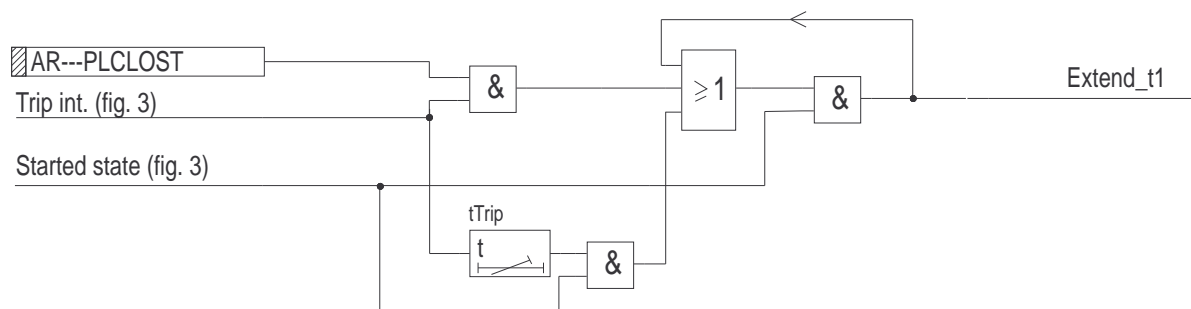 AR---PLCLOST
&
≥1
&
Extend_t1
Trip int. (fig. 3)
Started state (fig. 3)
tTrip
t
&